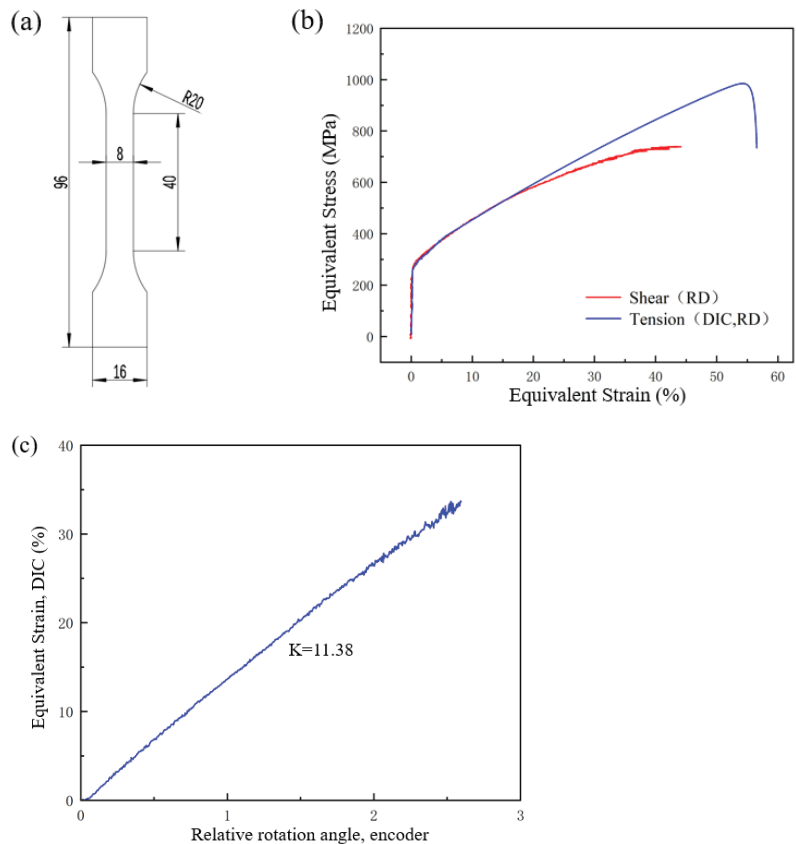 (a)
R20
8
40
96
16
(b)
1200
1000
800
600
400
200
0
Equivalent Stress (MPa)
Shear（RD）
Tension（DIC,RD）
0 10 20 30 40 50 60
Equivalent Strain (%)
(c)
40
30
20
10
0
Equivalent Strain, DIC (%)
K=11.38
0 1 2 3
Relative rotation angle, encoder